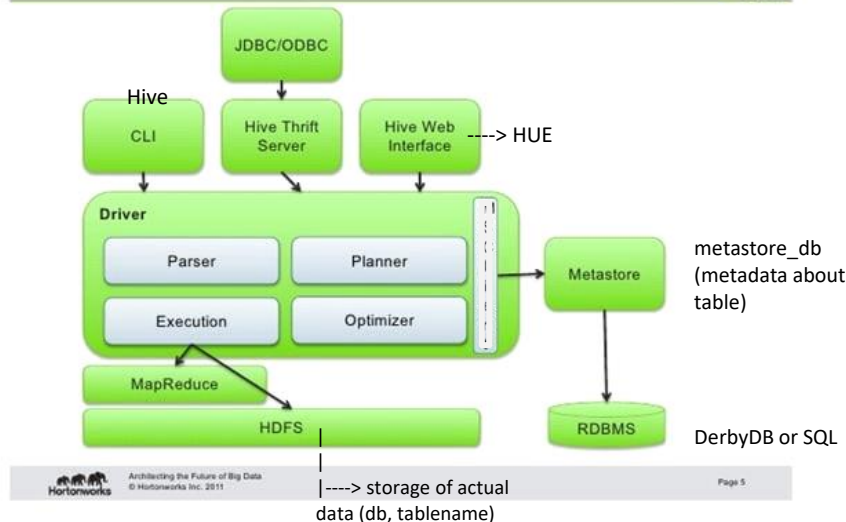 JDBC/ODBC
Hive
CLI
Hive Thrift
Server
Hive Web
Interface
----> HUE
Driver
Parser
Planner
Execution
Optimizer
Metastore
metastore_db
(metadata about
table)
MapReduce
HDFS
RDBMS
DerbyDB or SQL
|
|
|----> storage of actual
data (db, tablename)
Hortonworks
Architecting the Future of Big Data
© Hortonworks Inc. 2011
Page 5